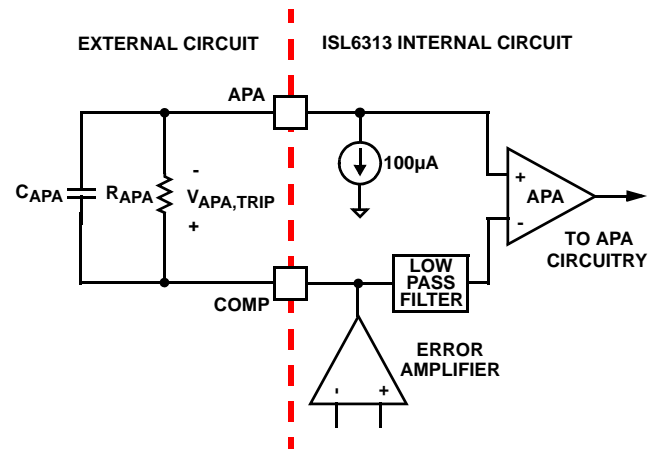 EXTERNAL CIRCUIT
ISL6313 INTERNAL CIRCUIT
APA
100µA
CAPA
RAPA
-
VAPA,TRIP
+
+
APA
-
TO APA
CIRCUITRY
LOW
PASS
FILTER
COMP
ERROR
AMPLIFIER
- +